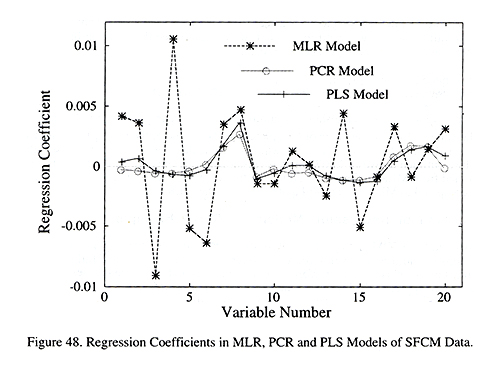 0.01
0.005
0
-0.005
-0.01
Regression Coefficient
MLR Model
PCR Model
PLS Model
0 5 10 15 20
Variable Number
Figure 48. Regression Coefficients in MLR, PCR and PLS Models of SFCM Data.